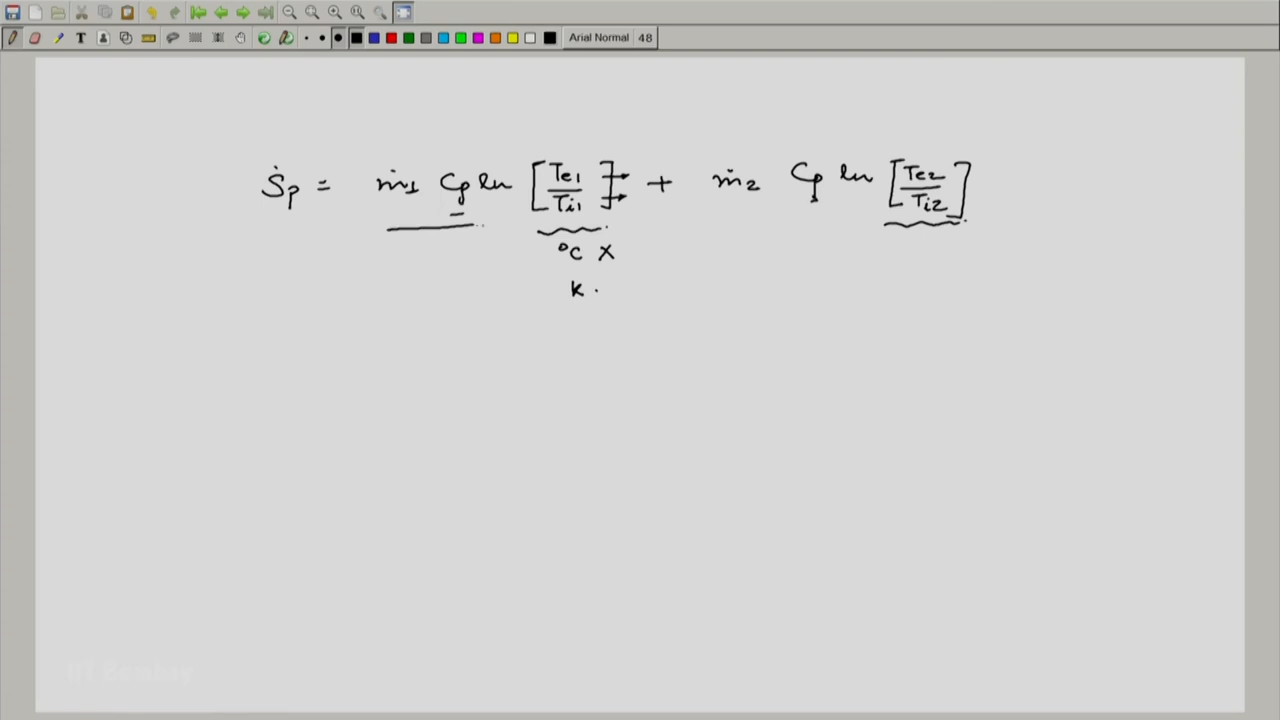 Arial Normal 48
Ṡp = ṁ1 Cp ln [Te1/Ti1] + ṁ2 Cp ln [Te2/Ti2]
°C X
K .